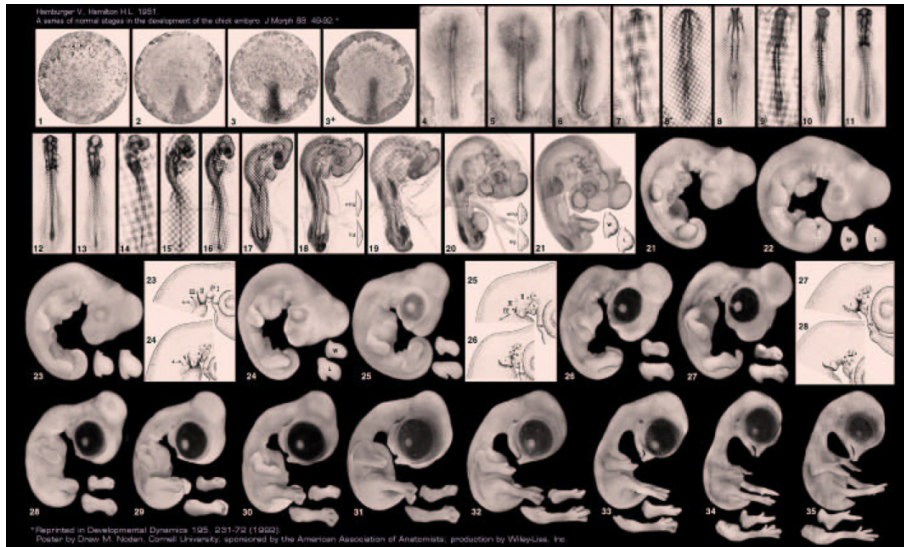 Hamburger V., Hamilton H.L. 1951.
A series of normal stages in the development of the chick embryo. J Morph 88: 49-92.*
1 2 3 3+ 4 5 6 7 8- 8 9 10 11
12 13 14 15 16 17 18 19 20 21 21 22
23 23 24 24 25 25 26 26 27 27 28
28 29 30 31 32 33 34 35
*Reprinted in Developmental Dynamics 195, 231-72 (1992)
Poster by Drew M. Noden, Cornell University; sponsored by the American Association of Anatomists; production by Wiley-Liss, Inc.